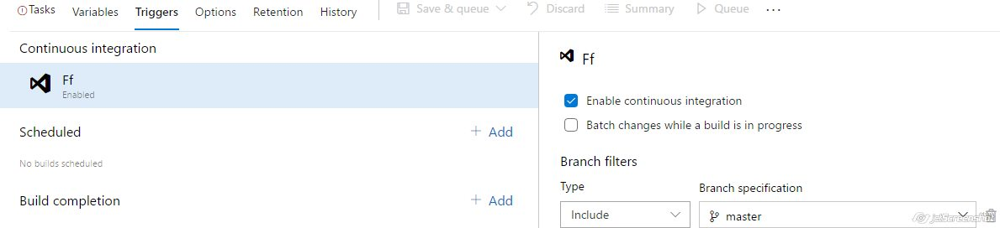 Tasks Variables Triggers Options Retention History Save & queue Discard Summary Queue ...
Continuous integration
Ff
Enabled
Scheduled + Add
No builds scheduled
Build completion + Add
Ff
Enable continuous integration
Batch changes while a build is in progress
Branch filters
Type Branch specification
Include master